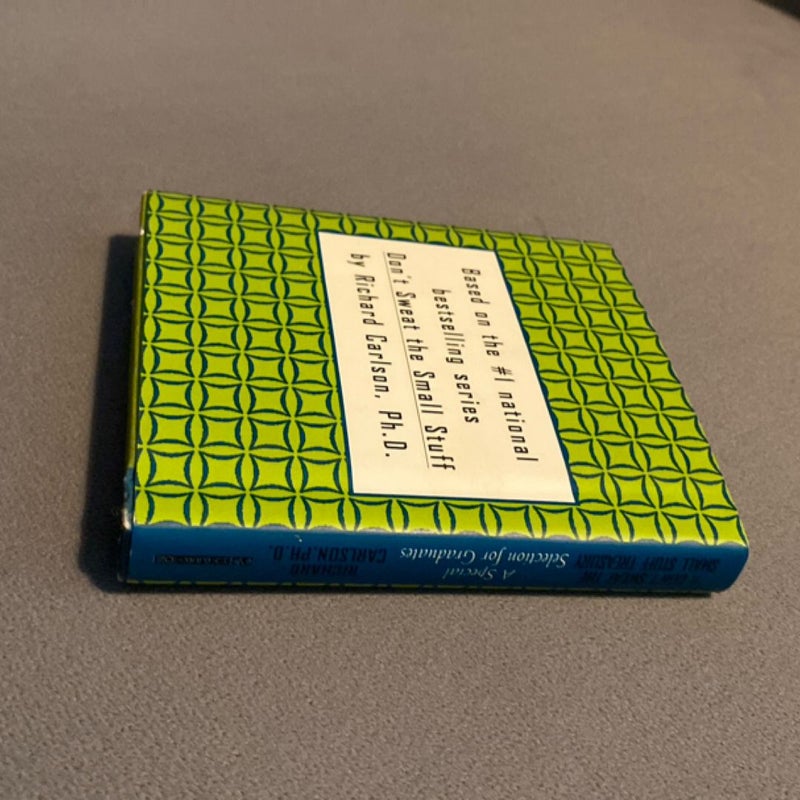 Based on the #1 national
bestselling series
Don't Sweat the Small Stuff
by Richard Carlson, Ph.D.
DON'T SWEAT THE
SMALL STUFF TREASURY
A Special
Selection for Graduates
RICHARD
CARLSON, PH.D.